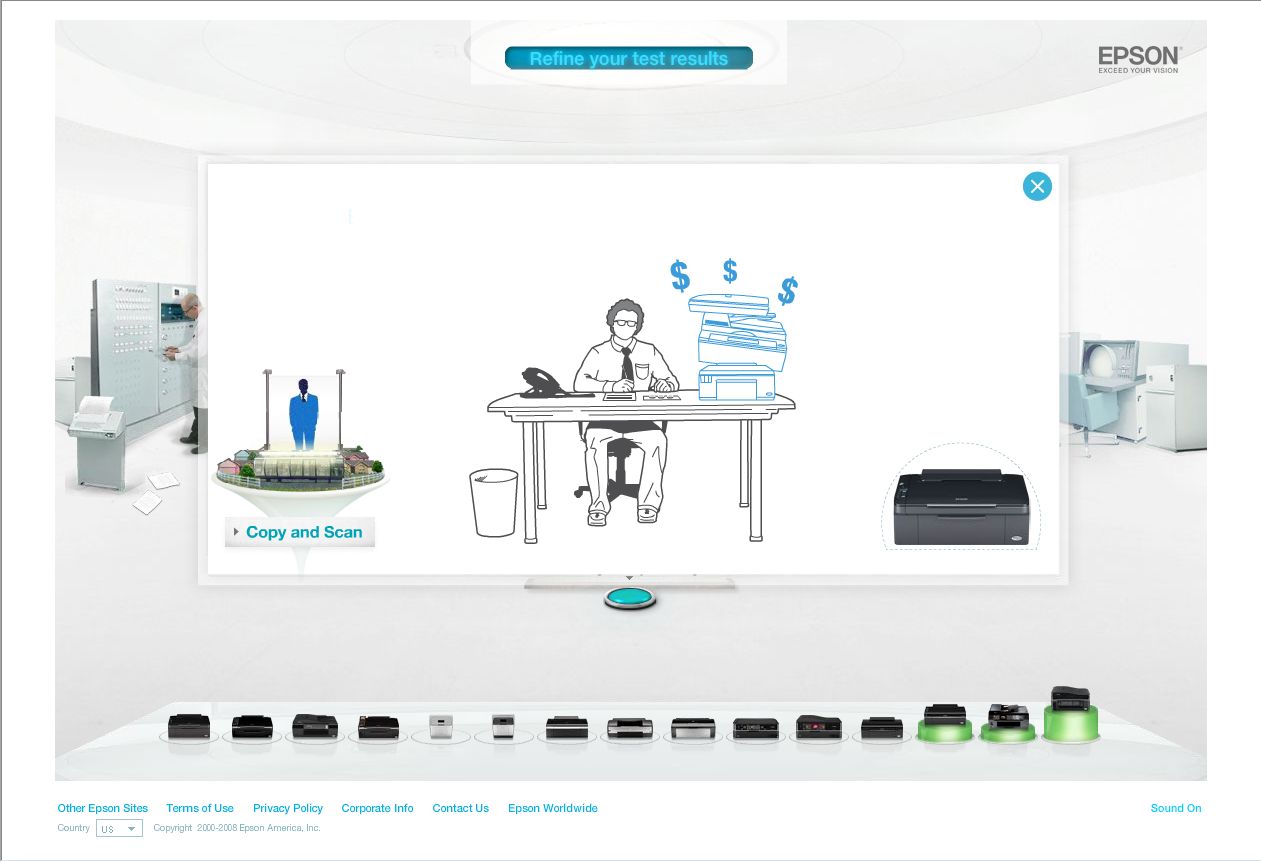 Refine your test results
EPSON
EXCEED YOUR VISION
$ $ $
Copy and Scan
Other Epson Sites Terms of Use Privacy Policy Corporate Info Contact Us Epson Worldwide Sound On
Country US Copyright 2000-2008 Epson America, Inc.